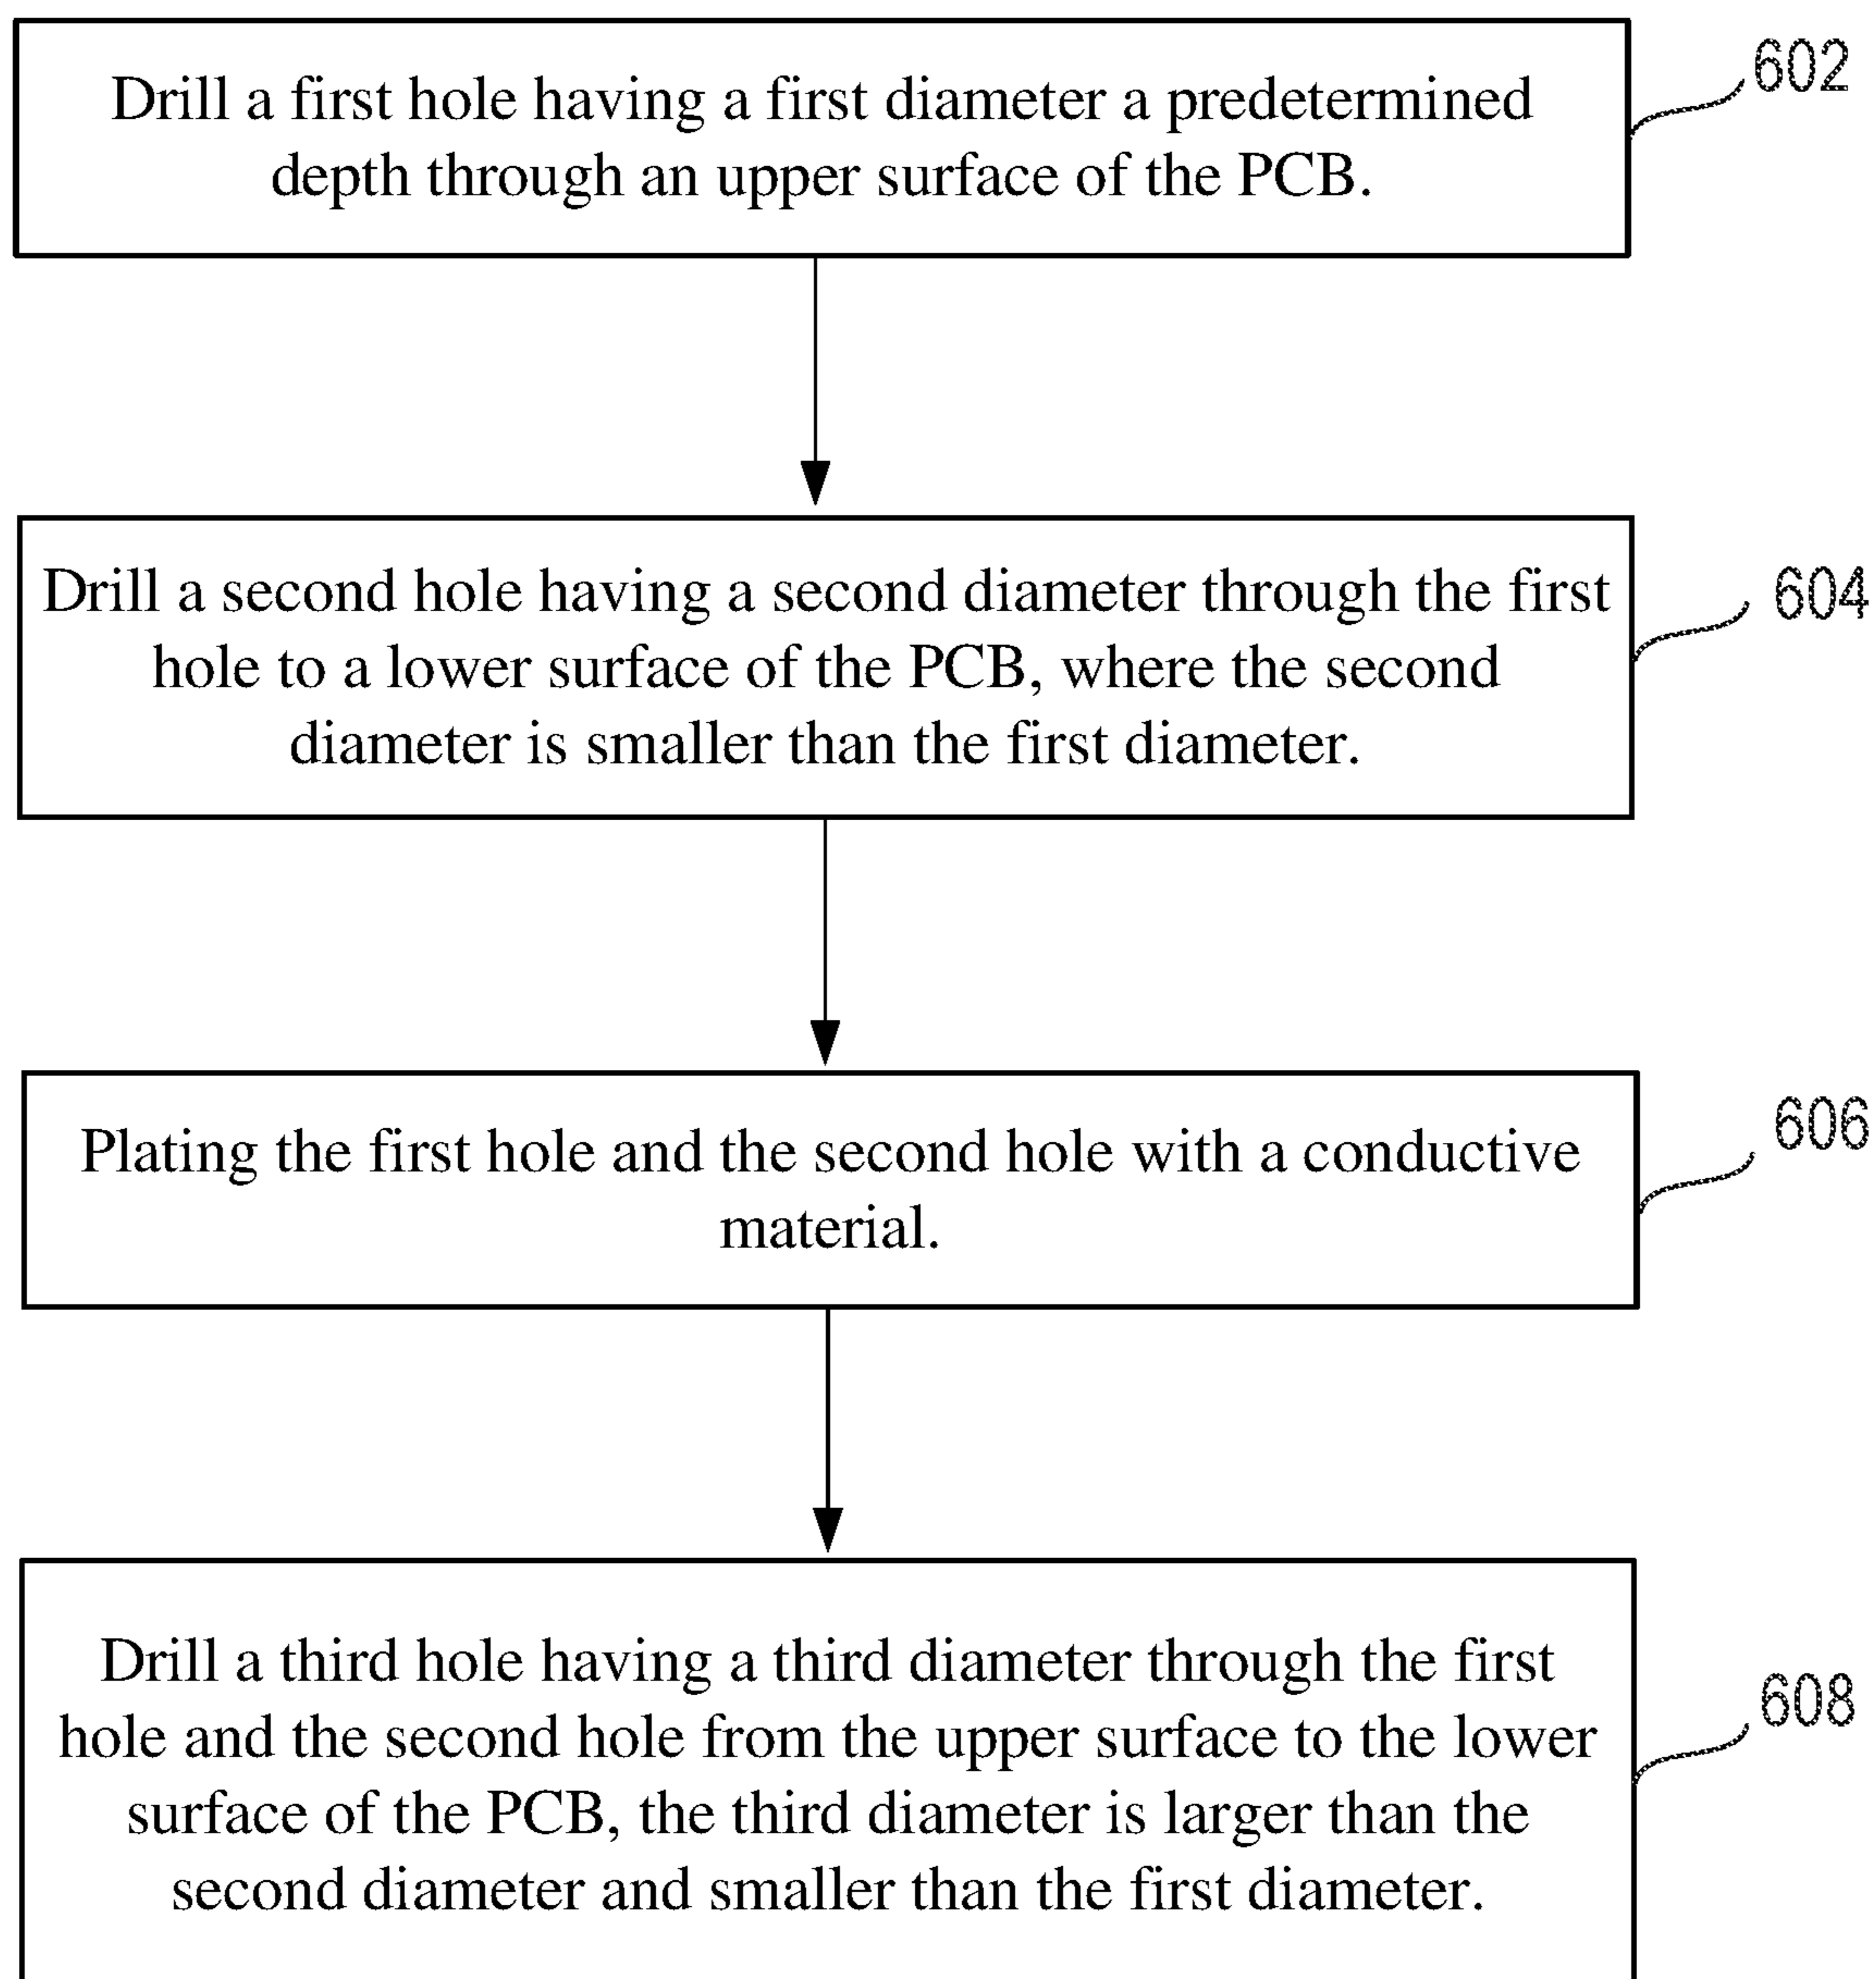 Drill a first hole having a first diameter a predetermined
depth through an upper surface of the PCB.
602
Drill a second hole having a second diameter through the first
hole to a lower surface of the PCB, where the second
diameter is smaller than the first diameter.
604
Plating the first hole and the second hole with a conductive
material.
606
Drill a third hole having a third diameter through the first
hole and the second hole from the upper surface to the lower
surface of the PCB, the third diameter is larger than the
second diameter and smaller than the first diameter.
608